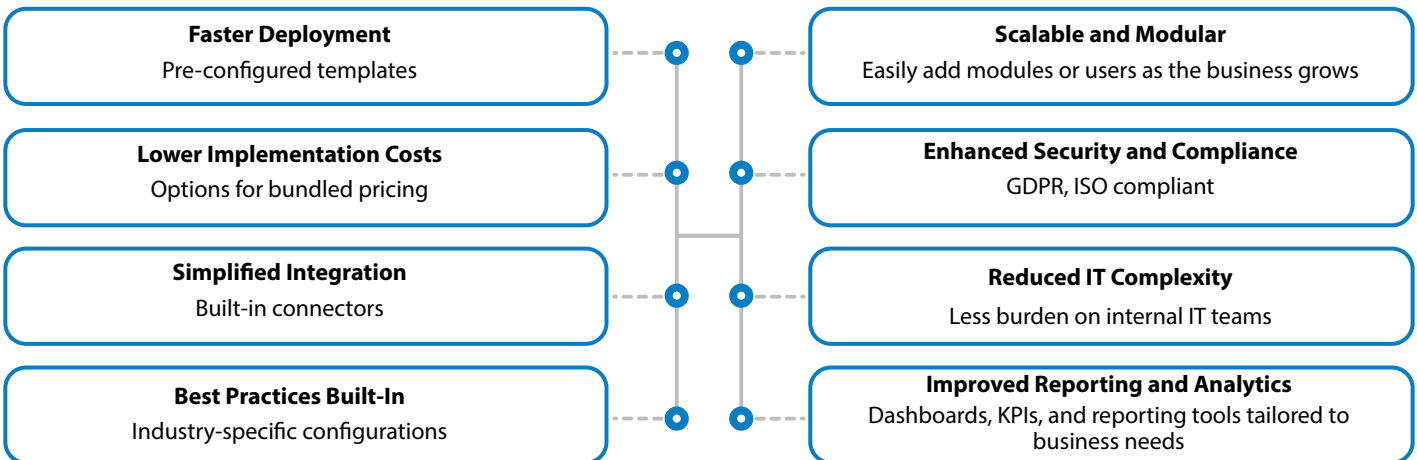 Faster Deployment
Pre-configured templates
Lower Implementation Costs
Options for bundled pricing
Simplified Integration
Built-in connectors
Best Practices Built-In
Industry-specific configurations
Scalable and Modular
Easily add modules or users as the business grows
Enhanced Security and Compliance
GDPR, ISO compliant
Reduced IT Complexity
Less burden on internal IT teams
Improved Reporting and Analytics
Dashboards, KPIs, and reporting tools tailored to
business needs